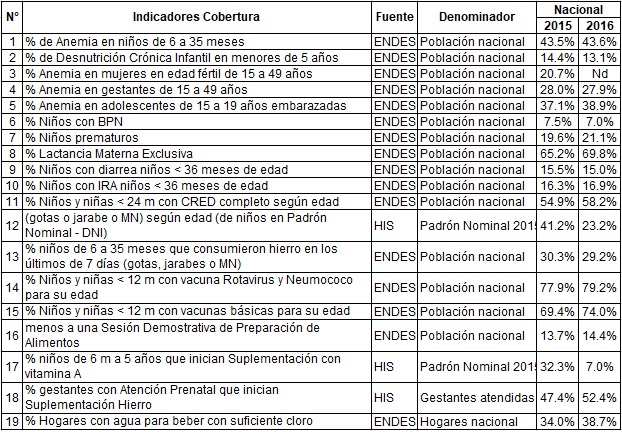 N° Indicadores Cobertura Fuente Denominador Nacional
2015 2016
1 % de Anemia en niños de 6 a 35 meses ENDES Población nacional 43.5% 43.6%
2 % de Desnutrición Crónica Infantil en menores de 5 años ENDES Población nacional 14.4% 13.1%
3 % Anemia en mujeres en edad fértil de 15 a 49 años ENDES Población nacional 20.7% Nd
4 % Anemia en gestantes de 15 a 49 años ENDES Población nacional 28.0% 27.9%
5 % Anemia en adolescentes de 15 a 19 años embarazadas ENDES Población nacional 37.1% 38.9%
6 % Niños con BPN ENDES Población nacional 7.5% 7.0%
7 % Niños prematuros ENDES Población nacional 19.6% 21.1%
8 % Lactancia Materna Exclusiva ENDES Población nacional 65.2% 69.8%
9 % Niños con diarrea niños < 36 meses de edad ENDES Población nacional 15.5% 15.0%
10 % Niños con IRA niños < 36 meses de edad ENDES Población nacional 16.3% 16.9%
11 % Niños y niñas < 24 m con CRED completo según edad ENDES Población nacional 54.9% 58.2%
12 (gotas o jarabe o MN) según edad (de niños en Padrón
Nominal - DNI) HIS Padrón Nominal 2015 41.2% 23.2%
13 % niños de 6 a 35 meses que consumieron hierro en los
últimos de 7 días (gotas, jarabes o MN) ENDES Población nacional 30.3% 29.2%
14 % Niños y niñas < 12 m con vacuna Rotavirus y Neumococo
para su edad ENDES Población nacional 77.9% 79.2%
15 % Niños y niñas < 12 m con vacunas básicas para su edad ENDES Población nacional 69.4% 74.0%
16 menos a una Sesión Demostrativa de Preparación de
Alimentos ENDES Población nacional 13.7% 14.4%
17 % niños de 6 m a 5 años que inician Suplementación con
vitamina A HIS Padrón Nominal 2015 32.3% 7.0%
18 % gestantes con Atención Prenatal que inician
Suplementación Hierro HIS Gestantes atendidas 47.4% 52.4%
19 % Hogares con agua para beber con suficiente cloro ENDES Hogares nacional 34.0% 38.7%